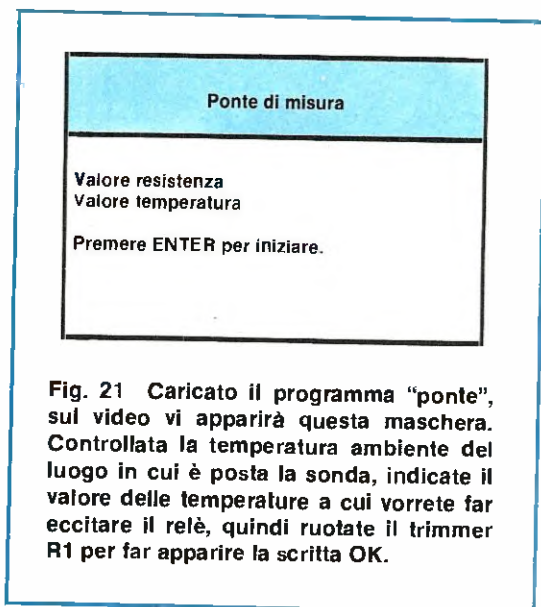 Ponte di misura
Valore resistenza
Valore temperatura
Premere ENTER per iniziare.
Fig. 21 Caricato il programma "ponte",
sul video vi apparirà questa maschera.
Controllata la temperatura ambiente del
luogo in cui è posta la sonda, indicate il
valore delle temperature a cui vorrete far
eccitare il relè, quindi ruotate il trimmer
R1 per far apparire la scritta OK.